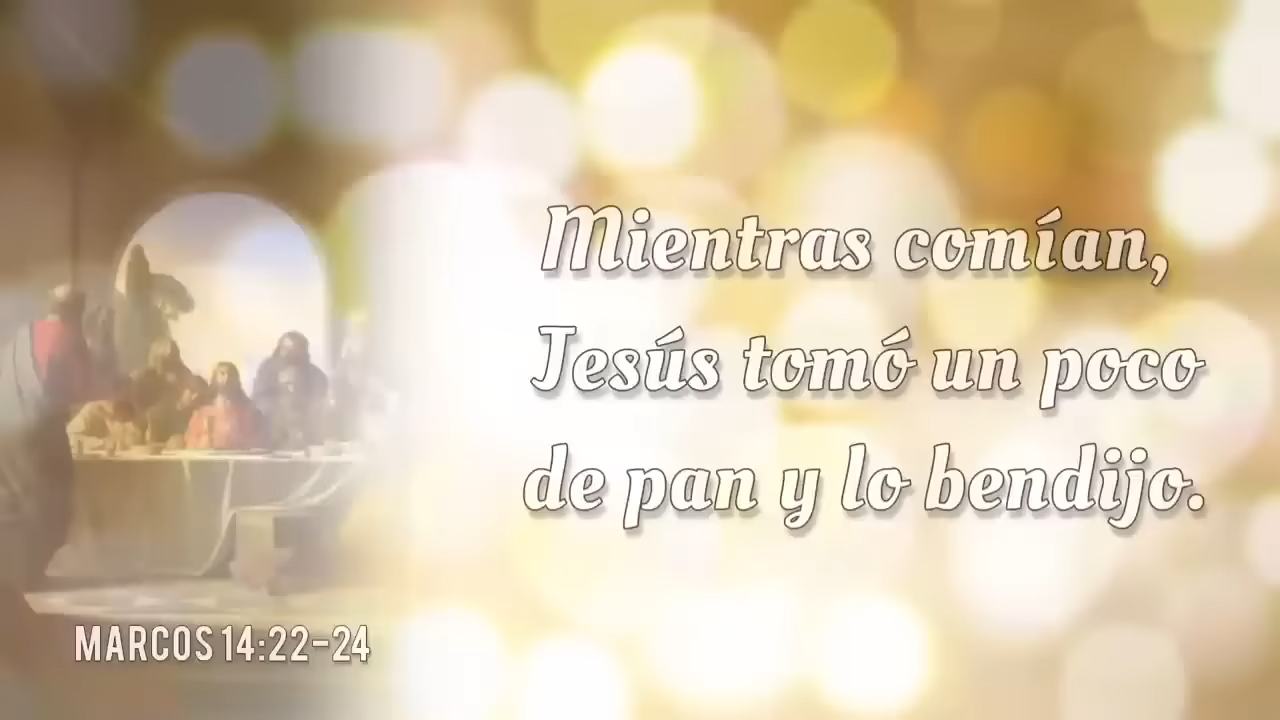 Mientras comían,
Jesús tomó un poco
de pan y lo bendijo.
MARCOS 14:22-24